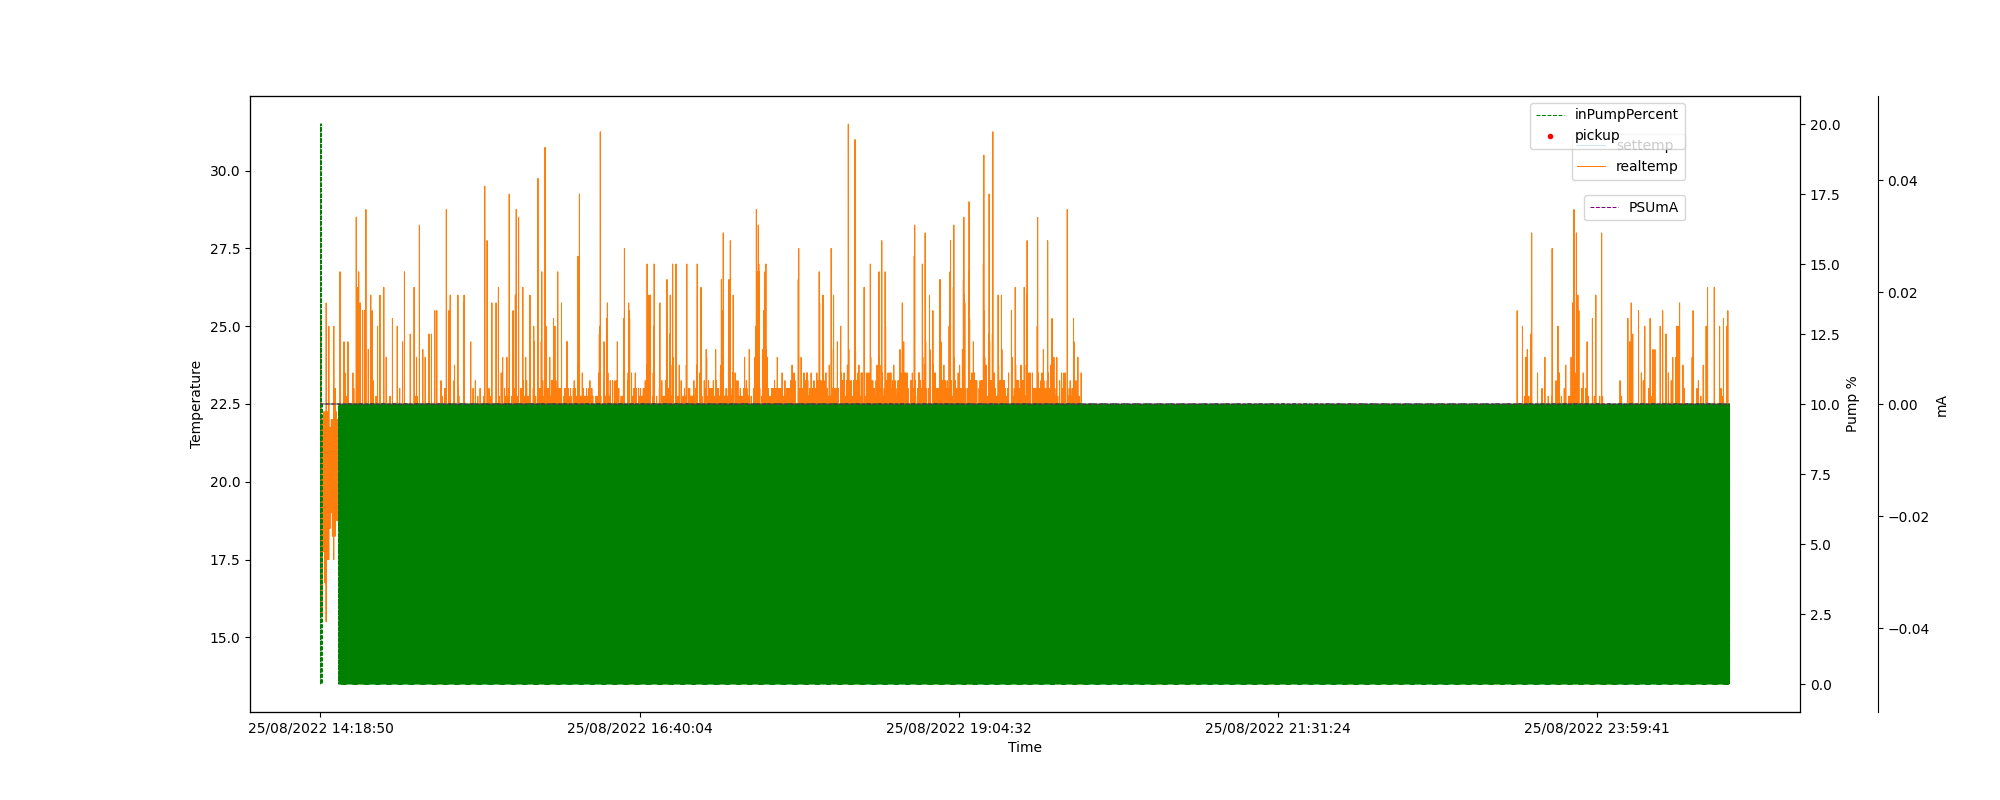 inPumpPercent
pickup
settemp
realtemp
PSUmA
30.0
27.5
25.0
22.5
20.0
17.5
15.0
Temperature
20.0
17.5
15.0
12.5
10.0
7.5
5.0
2.5
0.0
Pump %
0.04
0.02
0.00
−0.02
−0.04
mA
25/08/2022 14:18:50
25/08/2022 16:40:04
25/08/2022 19:04:32
25/08/2022 21:31:24
25/08/2022 23:59:41
Time